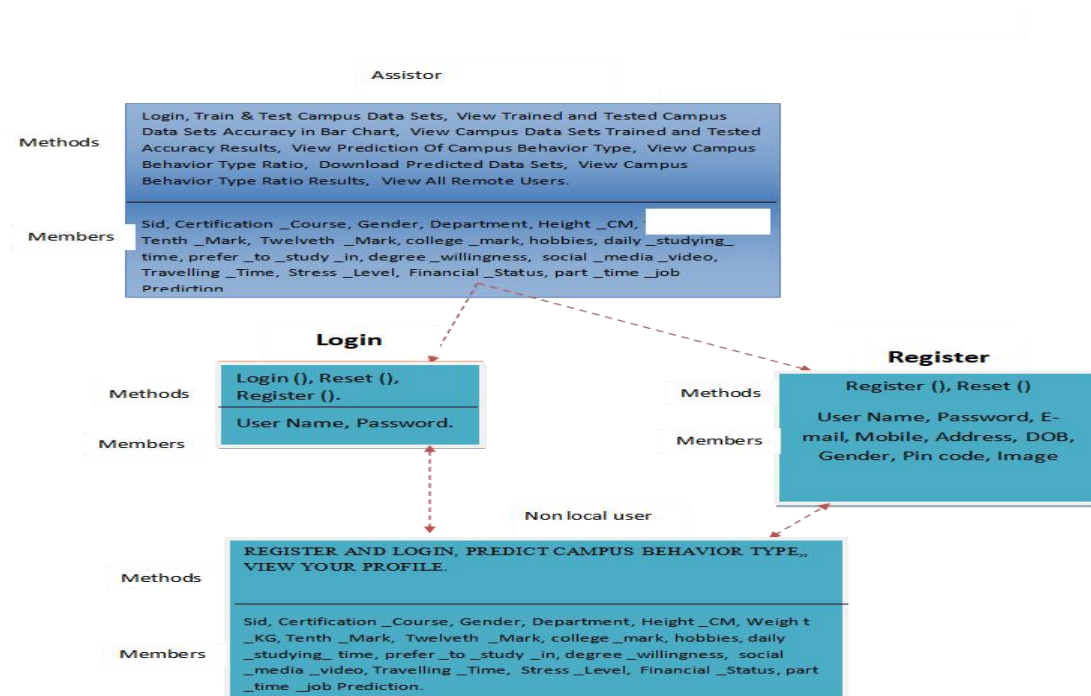 Assistor
Methods
Login, Train & Test Campus Data Sets, View Trained and Tested Campus
Data Sets Accuracy in Bar Chart, View Campus Data Sets Trained and Tested
Accuracy Results, View Prediction Of Campus Behavior Type, View Campus
Behavior Type Ratio, Download Predicted Data Sets, View Campus
Behavior Type Ratio Results, View All Remote Users.
Members
Sid, Certification _Course, Gender, Department, Height _CM,
Tenth _Mark, Twelveth _Mark, college _mark, hobbies, daily _studying_
time, prefer _to _study _in, degree _willingness, social _media _video,
Travelling _Time, Stress _Level, Financial _Status, part _time _job
Prediction
Login
Methods
Login (), Reset (),
Register ().
Members
User Name, Password.
Register
Methods
Register (), Reset ()
Members
User Name, Password, E-
mail, Mobile, Address, DOB,
Gender, Pin code, Image
Non local user
Methods
REGISTER AND LOGIN, PREDICT CAMPUS BEHAVIOR TYPE,,
VIEW YOUR PROFILE.
Members
Sid, Certification _Course, Gender, Department, Height _CM, Weigh t
_KG, Tenth _Mark, Twelveth _Mark, college _mark, hobbies, daily
_studying_ time, prefer _to _study _in, degree _willingness, social
_media _video, Travelling _Time, Stress _Level, Financial _Status, part
_time _job Prediction.